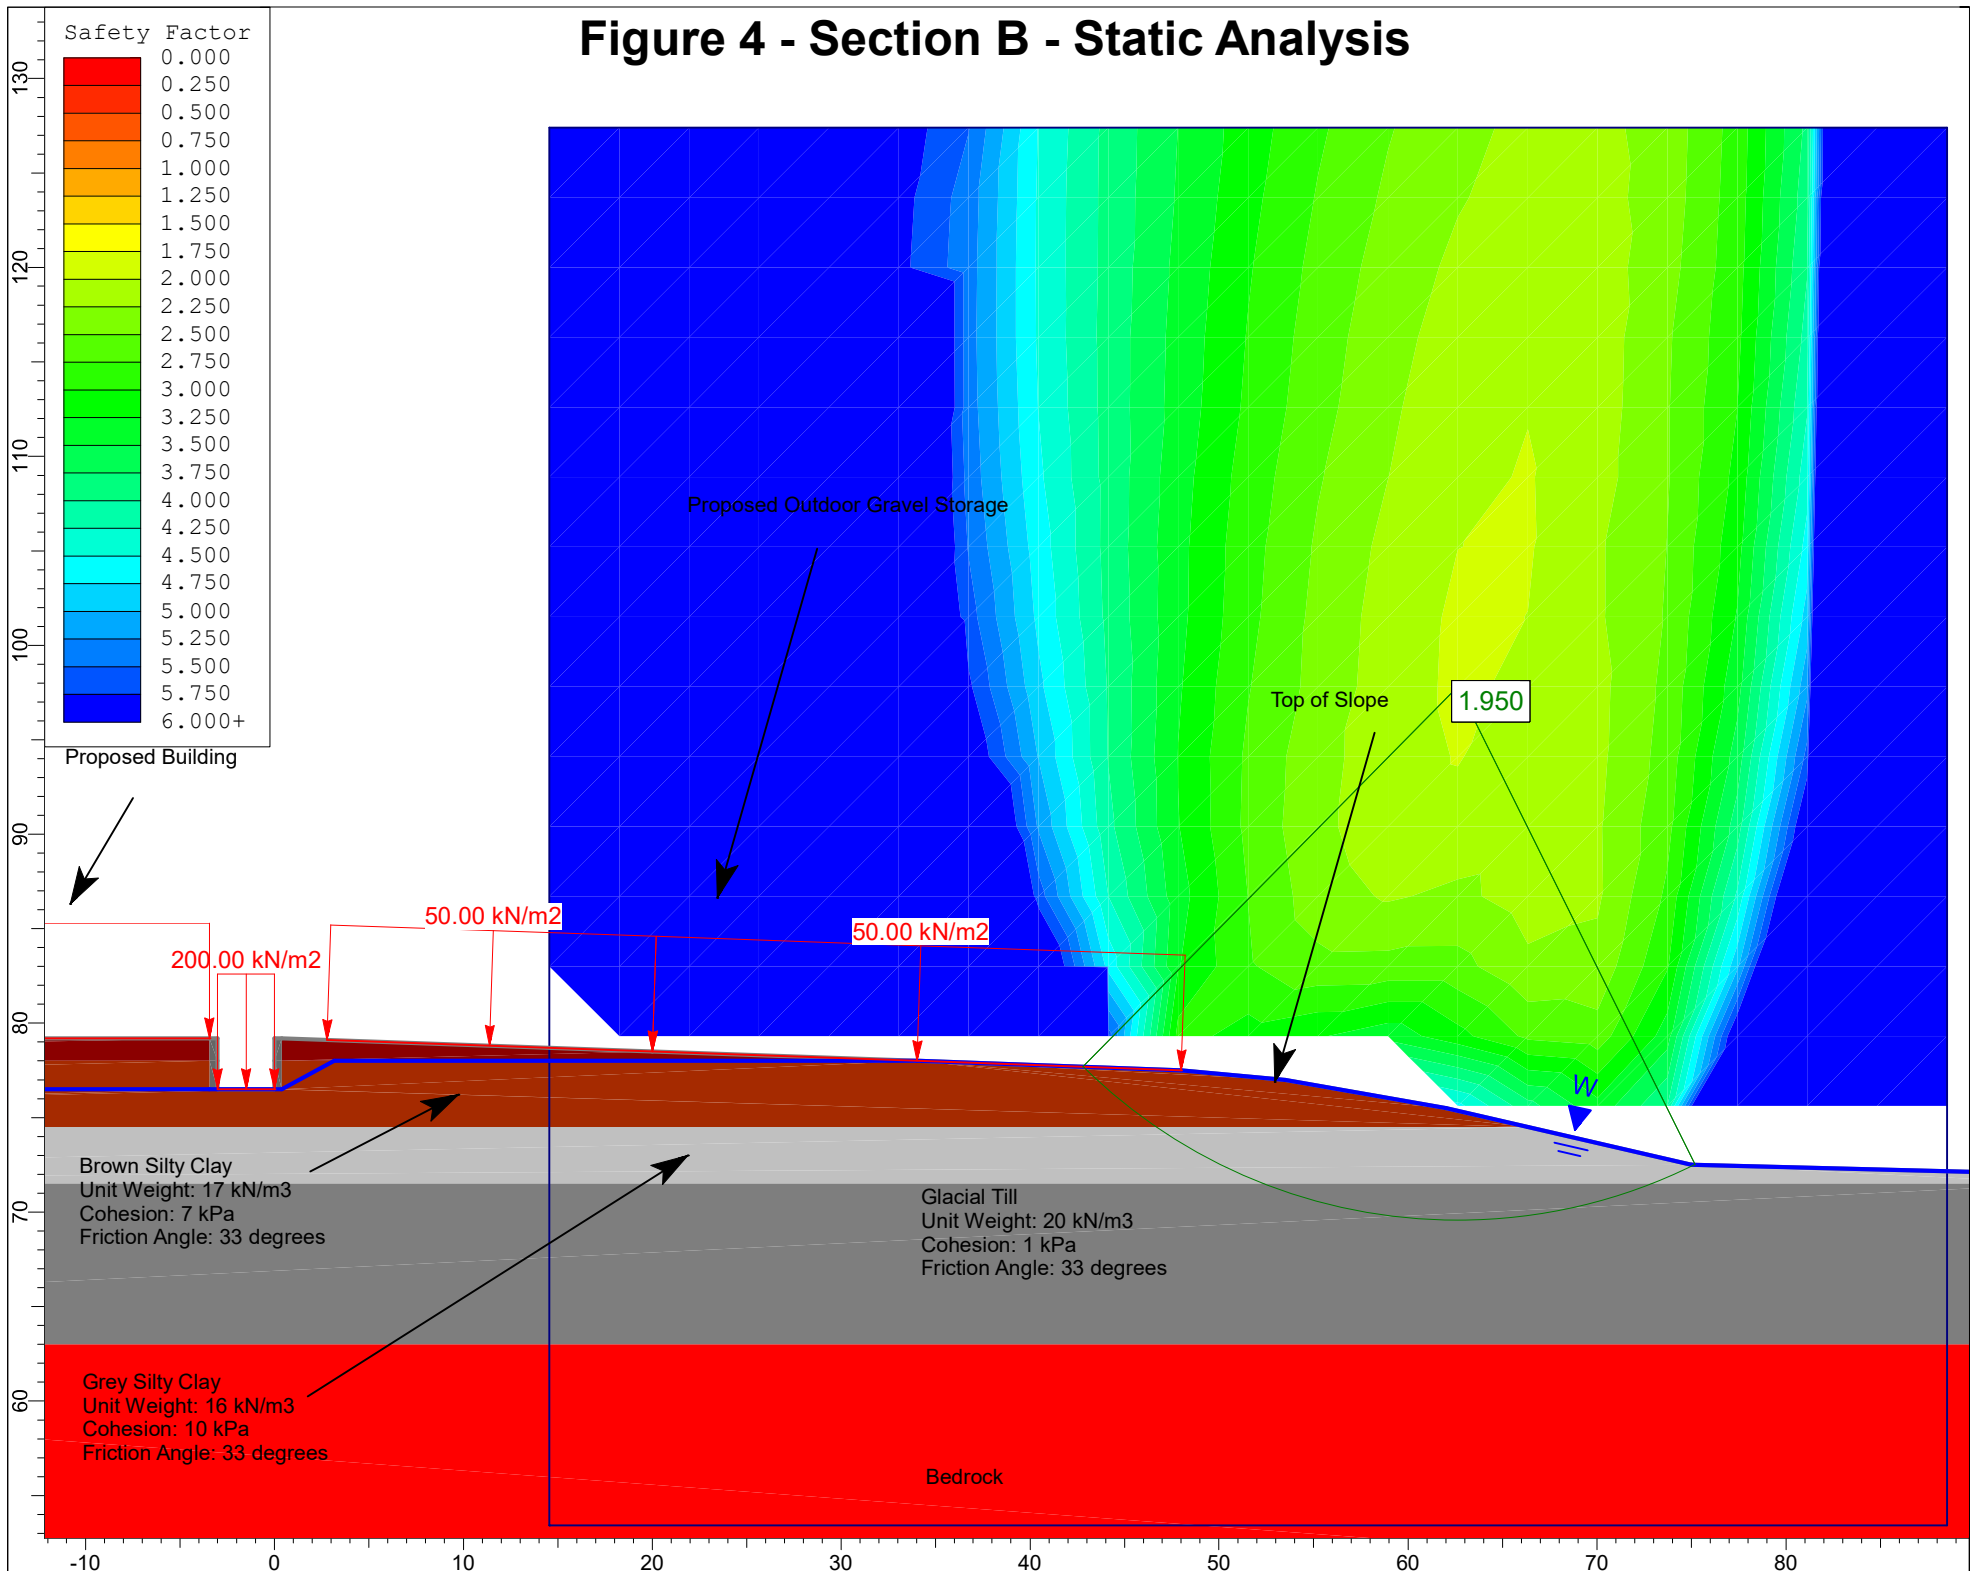 Figure 4 - Section B - Static Analysis
Safety Factor
0.000
0.250
0.500
0.750
1.000
1.250
1.500
1.750
2.000
2.250
2.500
2.750
3.000
3.250
3.500
3.750
4.000
4.250
4.500
4.750
5.000
5.250
5.500
5.750
6.000+
130
120
110
100
90
80
70
60
Proposed Outdoor Gravel Storage
Top of Slope
1.950
Proposed Building
50.00 kN/m2
50.00 kN/m2
200.00 kN/m2
W
Brown Silty Clay
Unit Weight: 17 kN/m3
Cohesion: 7 kPa
Friction Angle: 33 degrees
Glacial Till
Unit Weight: 20 kN/m3
Cohesion: 1 kPa
Friction Angle: 33 degrees
Grey Silty Clay
Unit Weight: 16 kN/m3
Cohesion: 10 kPa
Friction Angle: 33 degrees
Bedrock
-10 0 10 20 30 40 50 60 70 80